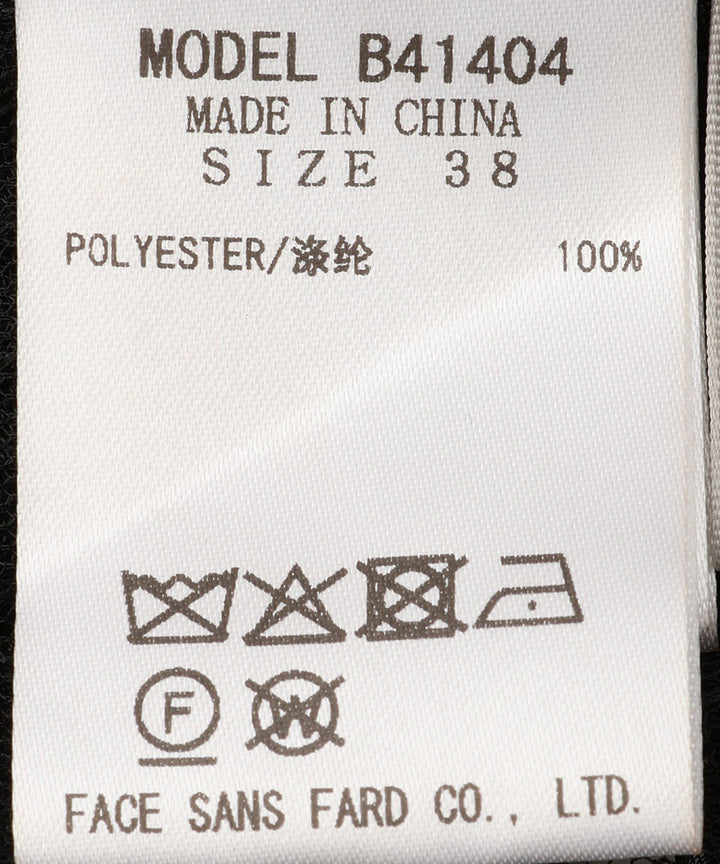 MODEL B41404
MADE IN CHINA
SIZE 38
POLYESTER/涤纶 100%
F W
FACE SANS FARD CO., LTD.